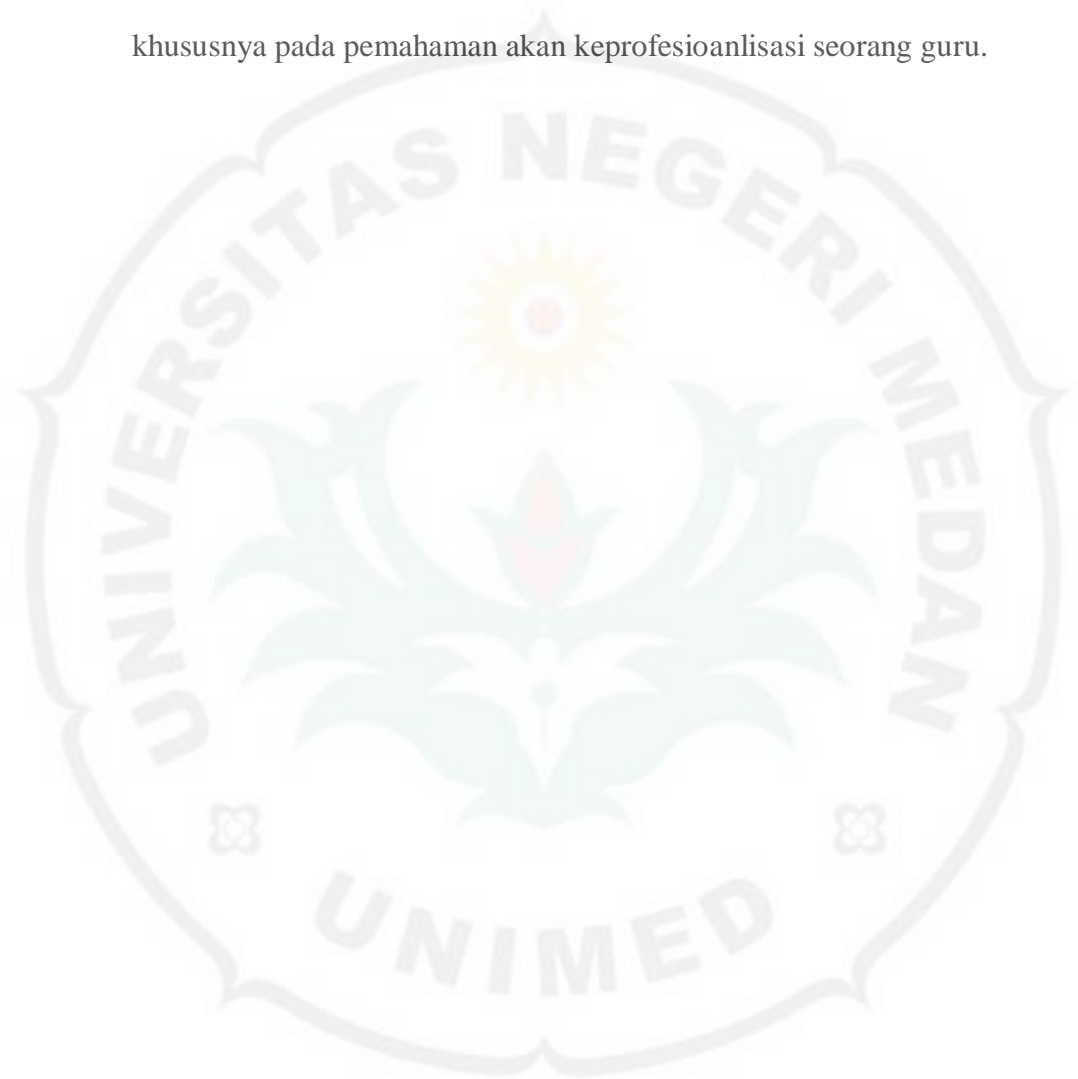 khususnya pada pemahaman akan keprofesioanlisasi seorang guru.
UNIVERSITAS NEGERI MEDAN
UNIMED